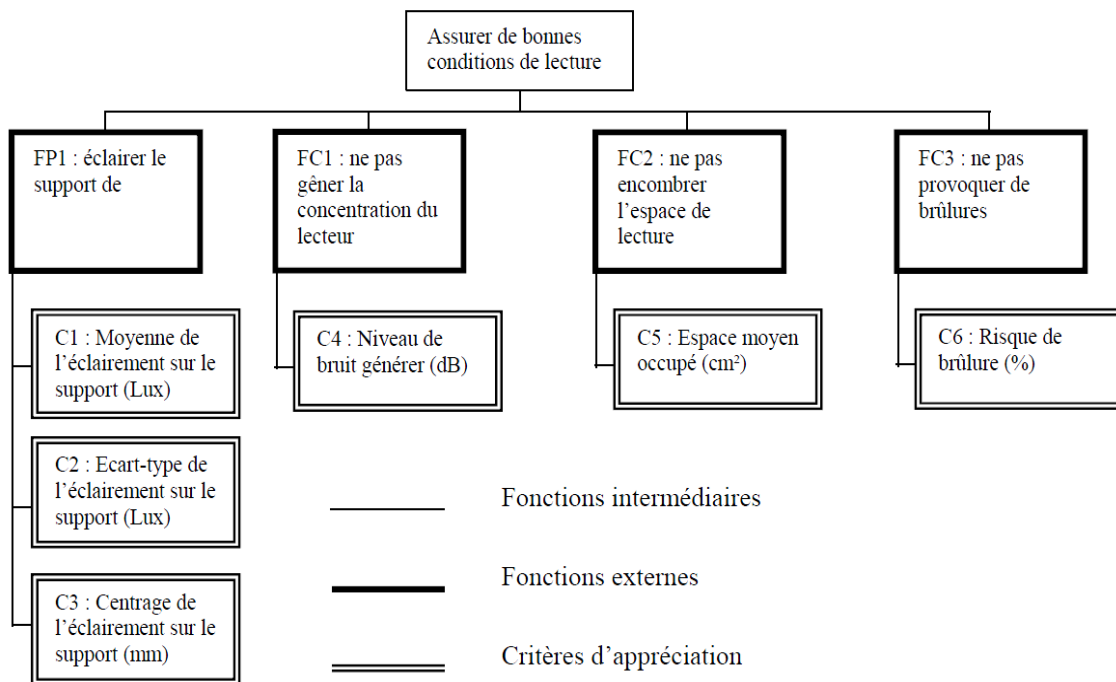 Assurer de bonnes
conditions de lecture
FP1 : éclairer le
support de
FC1 : ne pas
gêner la
concentration du
lecteur
FC2 : ne pas
encombrer
l’espace de
lecture
FC3 : ne pas
provoquer de
brûlures
C1 : Moyenne de
l’éclairement sur le
support (Lux)
C4 : Niveau de
bruit générer (dB)
C5 : Espace moyen
occupé (cm²)
C6 : Risque de
brûlure (%)
C2 : Ecart-type de
l’éclairement sur le
support (Lux)
C3 : Centrage de
l’éclairement sur le
support (mm)
Fonctions intermédiaires
Fonctions externes
Critères d’appréciation